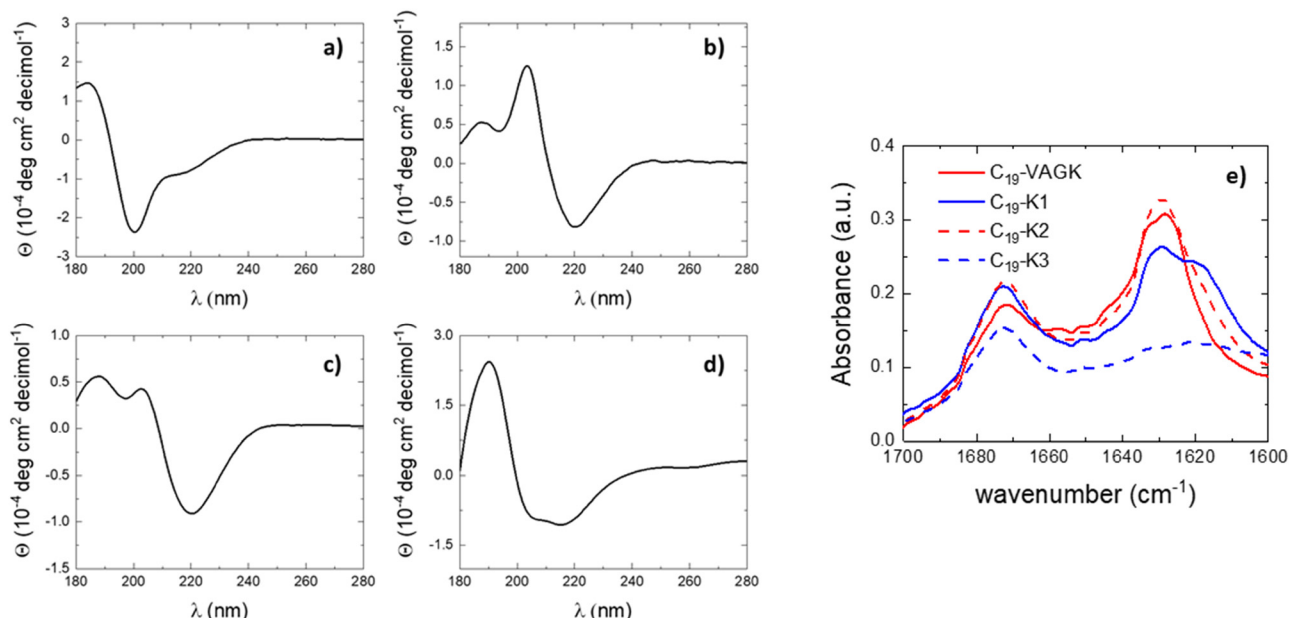 a)
Θ (10⁻⁴ deg cm² decimol⁻¹)
3
2
1
0
-1
-2
-3
180 200 220 240 260 280
λ (nm)
b)
Θ (10⁻⁴ deg cm² decimol⁻¹)
1.5
1.0
0.5
0.0
-0.5
-1.0
180 200 220 240 260 280
λ (nm)
c)
Θ (10⁻⁴ deg cm² decimol⁻¹)
1.0
0.5
0.0
-0.5
-1.0
-1.5
180 200 220 240 260 280
λ (nm)
d)
Θ (10⁻⁴ deg cm² decimol⁻¹)
3.0
1.5
0.0
-1.5
180 200 220 240 260 280
λ (nm)
e)
C₁₉-VAGK
C₁₉-K1
C₁₉-K2
C₁₉-K3
Absorbance (a.u.)
0.4
0.3
0.2
0.1
0.0
1700 1680 1660 1640 1620 1600
wavenumber (cm⁻¹)